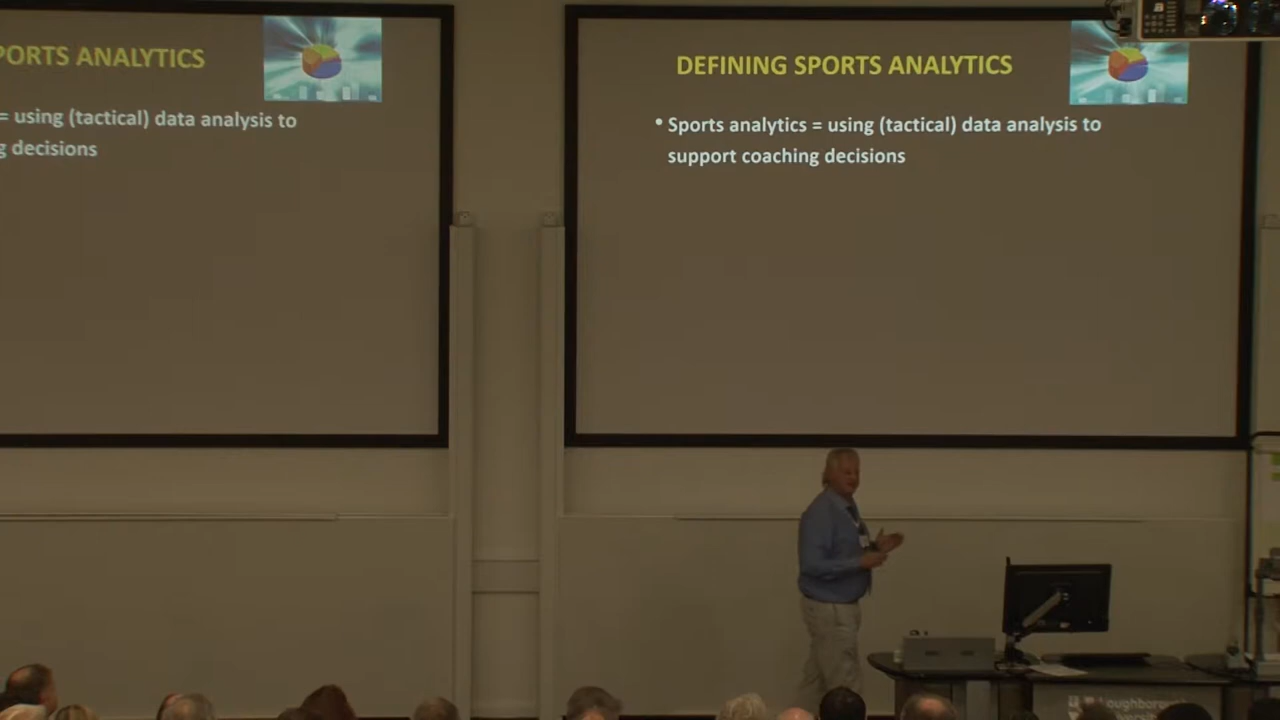 PORTS ANALYTICS
= using (tactical) data analysis to
g decisions
DEFINING SPORTS ANALYTICS
• Sports analytics = using (tactical) data analysis to
support coaching decisions
Loughborough